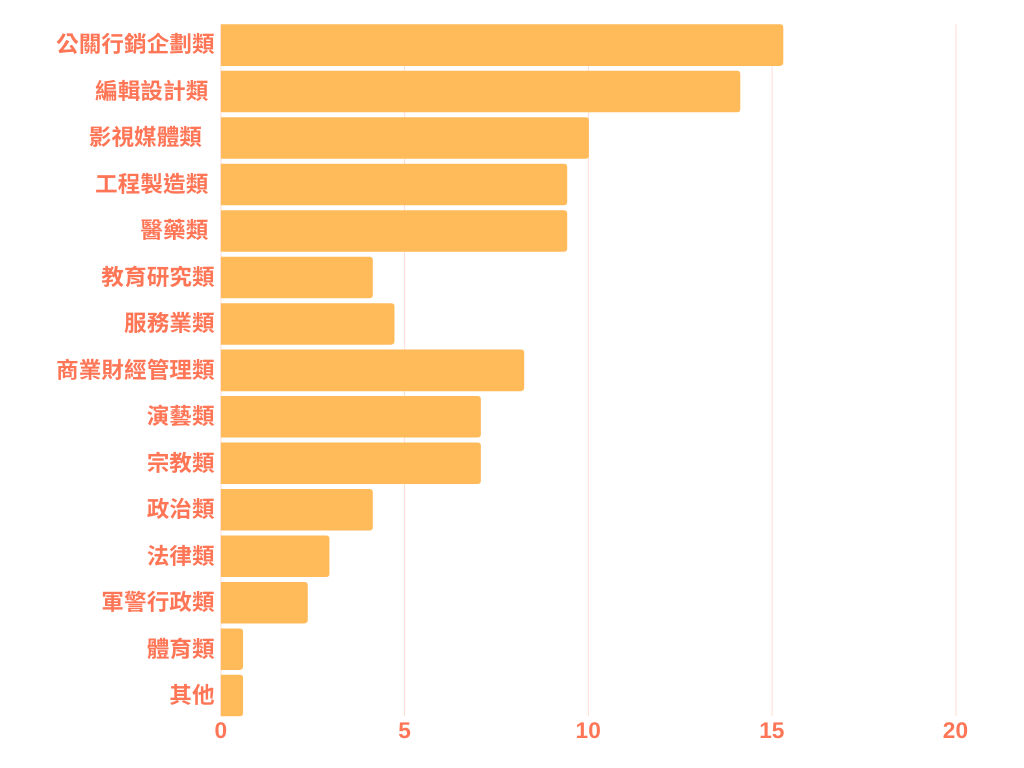 公關行銷企劃類
編輯設計類
影視媒體類
工程製造類
醫藥類
教育研究類
服務業類
商業財經管理類
演藝類
宗教類
政治類
法律類
軍警行政類
體育類
其他
0 5 10 15 20